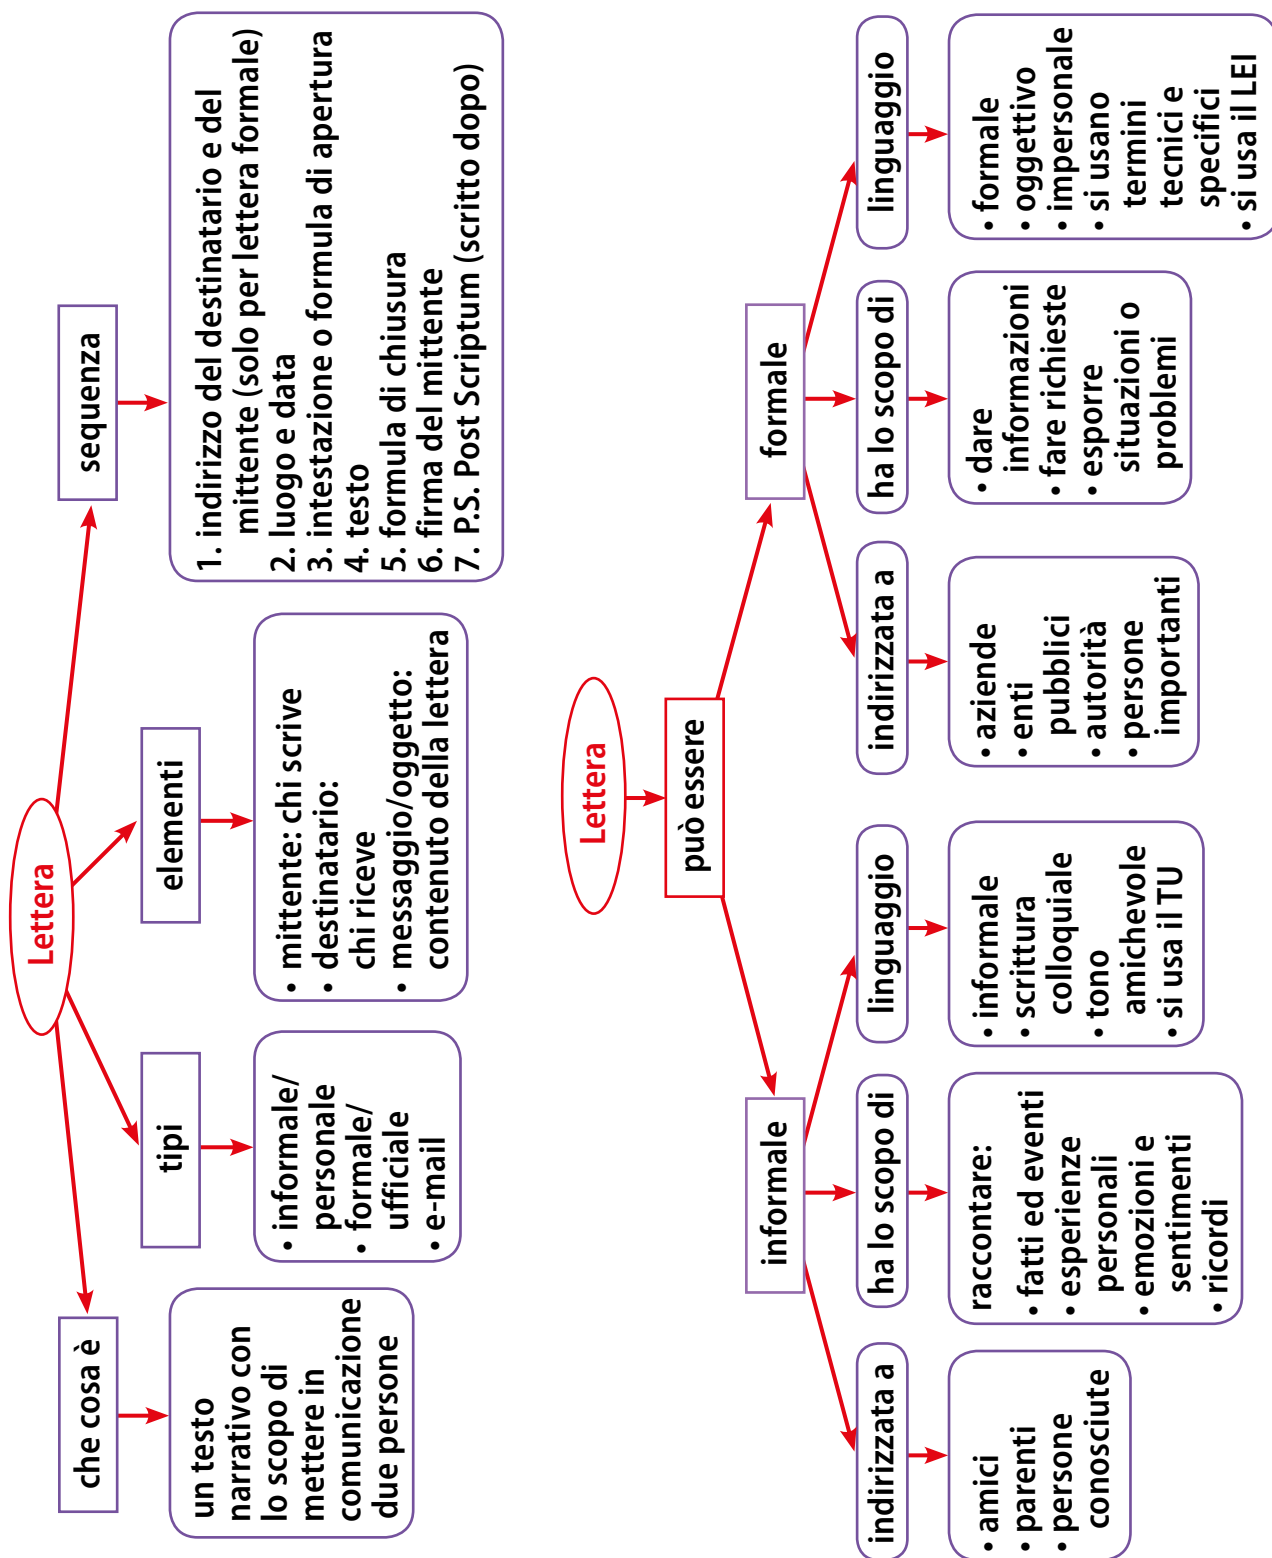 Lettera
che cosa è
un testo
narrativo con
lo scopo di
mettere in
comunicazione
due persone
tipi
• informale/
personale
• formale/
ufficiale
• e-mail
elementi
• mittente: chi scrive
• destinatario:
chi riceve
• messaggio/oggetto:
contenuto della lettera
sequenza
1. indirizzo del destinatario e del
mittente (solo per lettera formale)
2. luogo e data
3. intestazione o formula di apertura
4. testo
5. formula di chiusura
6. firma del mittente
7. P.S. Post Scriptum (scritto dopo)
Lettera
può essere
informale
indirizzata a
• amici
• parenti
• persone
conosciute
ha lo scopo di
raccontare:
• fatti ed eventi
• esperienze
personali
• emozioni e
sentimenti
• ricordi
linguaggio
• informale
• scrittura
colloquiale
• tono
amichevole
• si usa il TU
formale
indirizzata a
• aziende
• enti
pubblici
• autorità
• persone
importanti
ha lo scopo di
• dare
informazioni
• fare richieste
• esporre
situazioni o
problemi
linguaggio
• formale
• oggettivo
• impersonale
• si usano
termini
tecnici e
specifici
• si usa il LEI